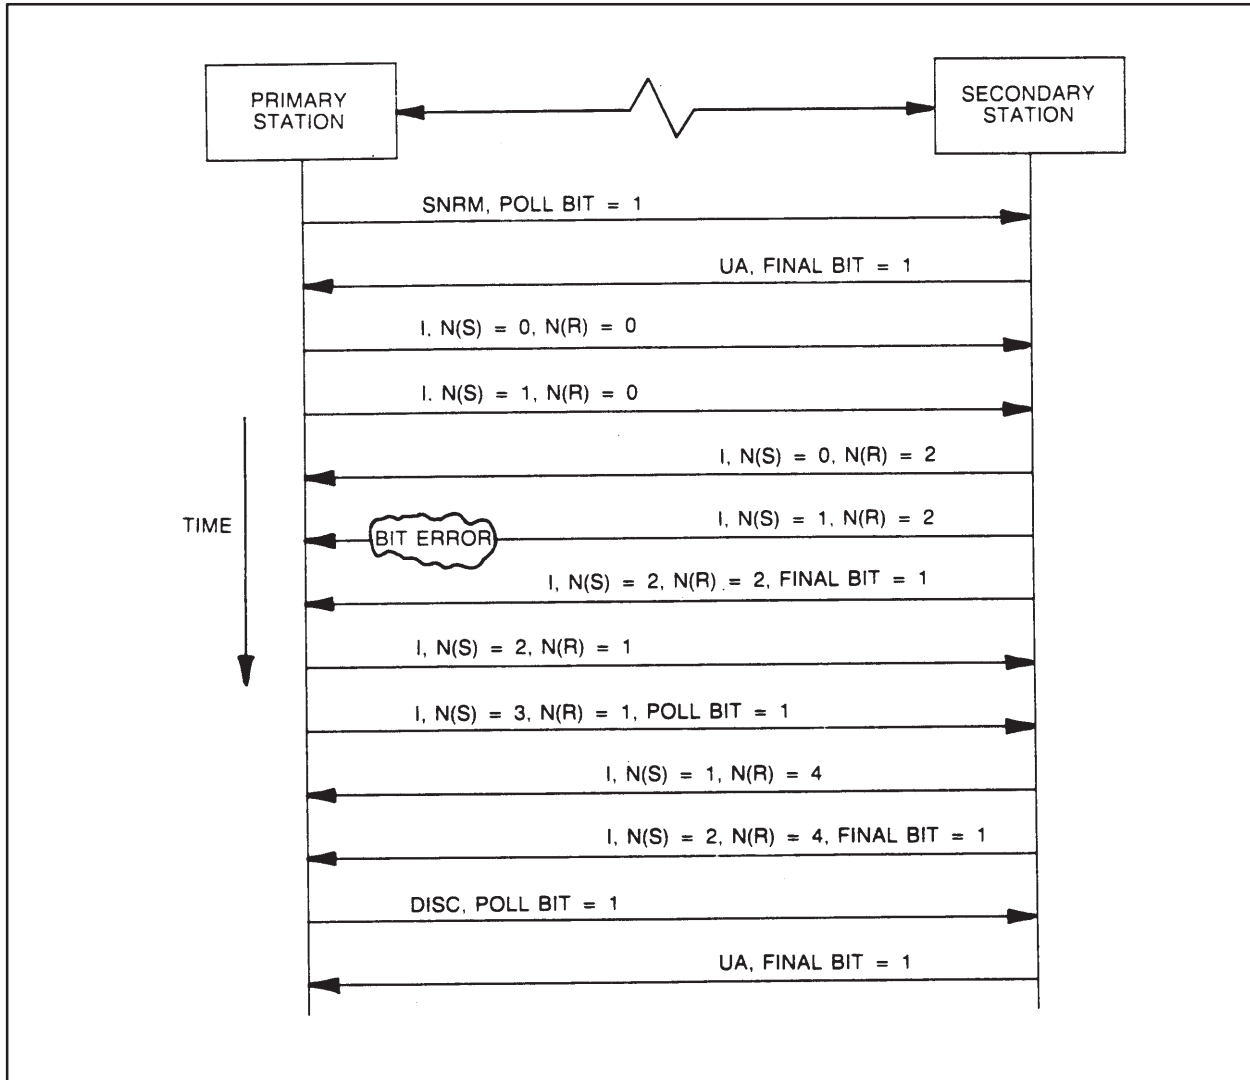 PRIMARY
STATION
SECONDARY
STATION
SNRM, POLL BIT = 1
UA, FINAL BIT = 1
I, N(S) = 0, N(R) = 0
I. N(S) = 1, N(R) = 0
I, N(S) = 0, N(R) = 2
TIME
I, N(S) = 1, N(R) = 2
BIT ERROR
I, N(S) = 2, N(R) = 2, FINAL BIT = 1
I, N(S) = 2, N(R) = 1
I, N(S) = 3, N(R) = 1, POLL BIT = 1
I, N(S) = 1, N(R) = 4
I, N(S) = 2, N(R) = 4, FINAL BIT = 1
DISC, POLL BIT = 1
UA, FINAL BIT = 1